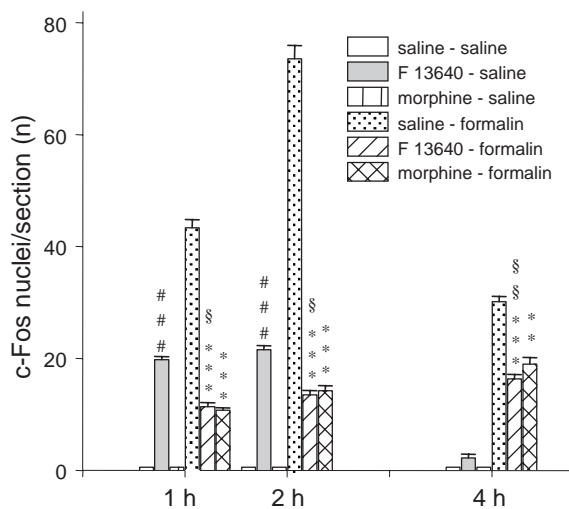 80
60
40
20
0
c-Fos nuclei/section (n)
saline - saline
F 13640 - saline
morphine - saline
saline - formalin
F 13640 - formalin
morphine - formalin
# # #
§ * * *
* * *
# # #
§ * * *
* * *
§ § * * *
* *
1 h
2 h
4 h